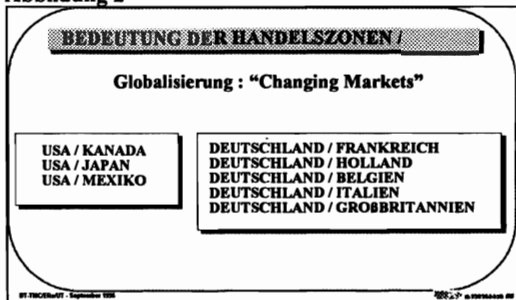 Abbildung 2
BEDEUTUNG DER HANDELSZONEN /
Globalisierung : “Changing Markets”
USA / KANADA
USA / JAPAN
USA / MEXIKO
DEUTSCHLAND / FRANKREICH
DEUTSCHLAND / HOLLAND
DEUTSCHLAND / BELGIEN
DEUTSCHLAND / ITALIEN
DEUTSCHLAND / GROßBRITANNIEN
September